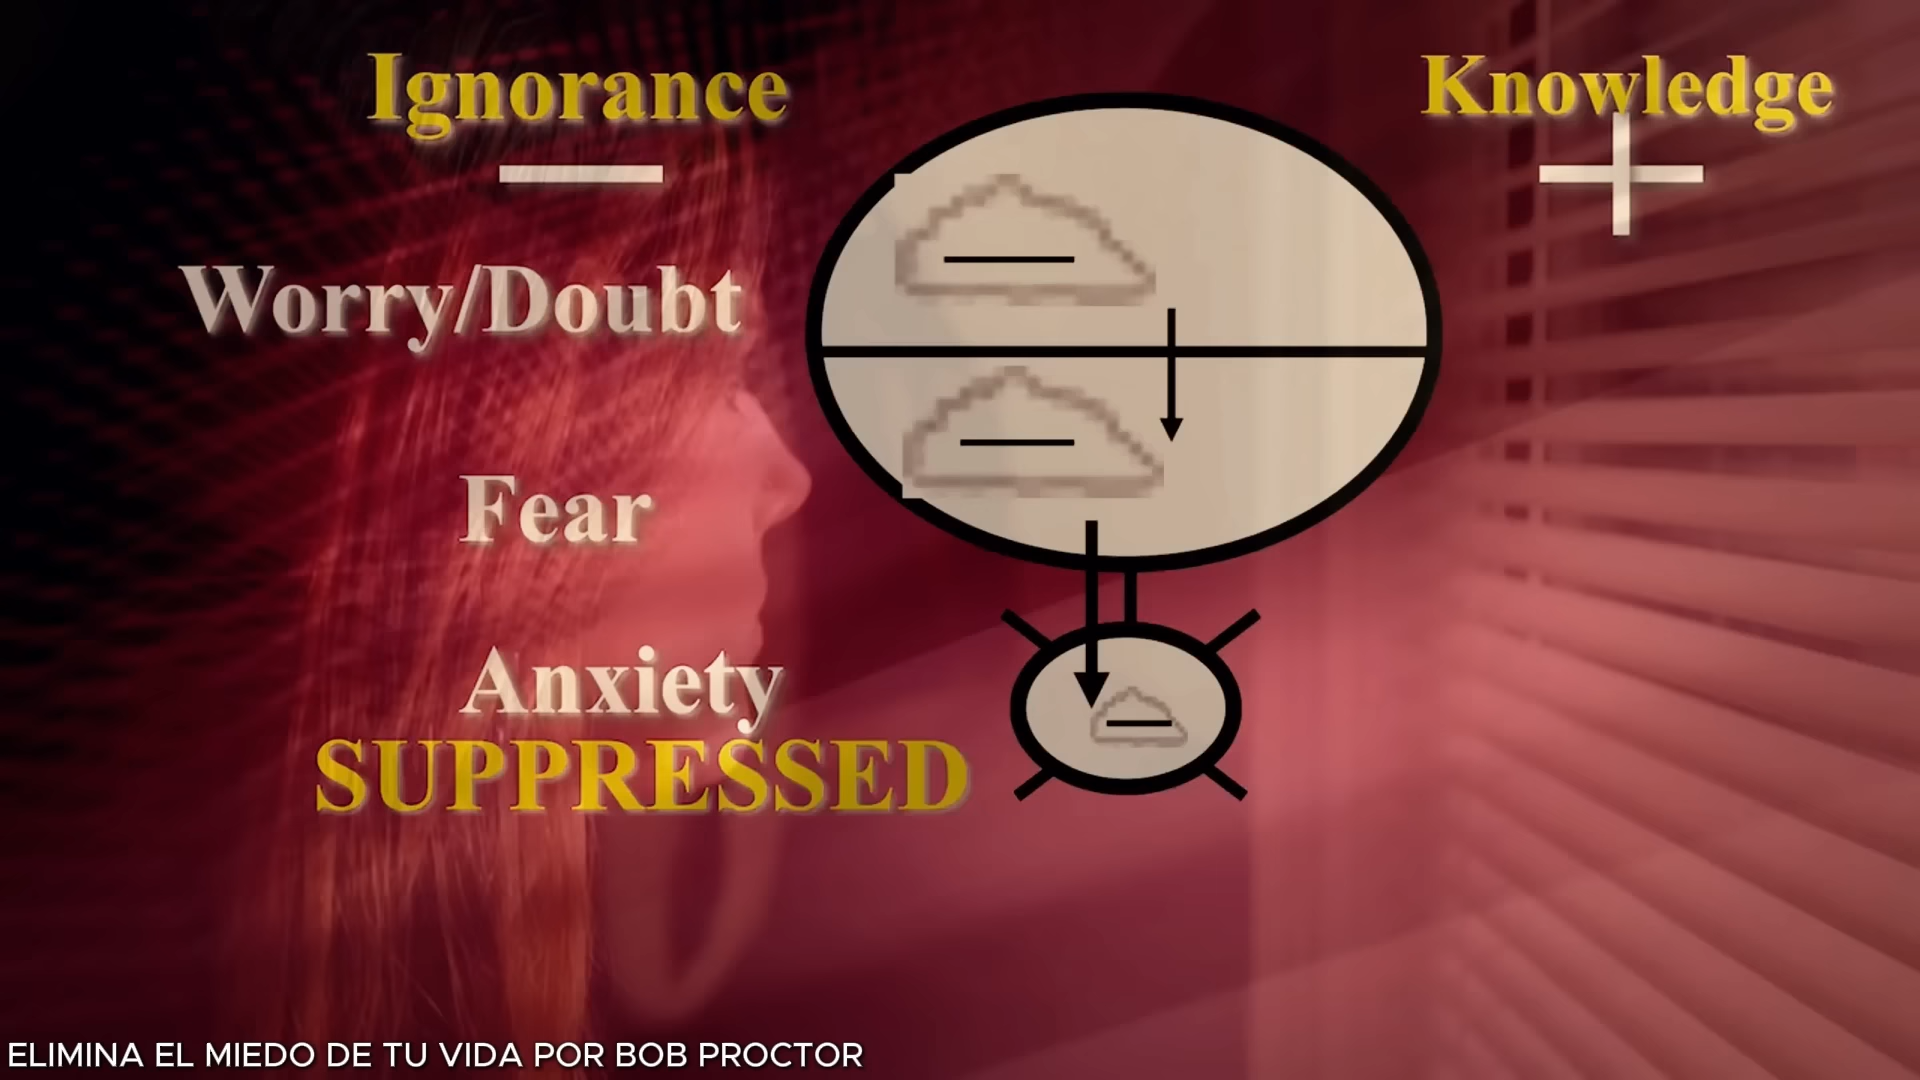 Ignorance
Knowledge
Worry/Doubt
Fear
Anxiety
SUPPRESSED
ELIMINA EL MIEDO DE TU VIDA POR BOB PROCTOR